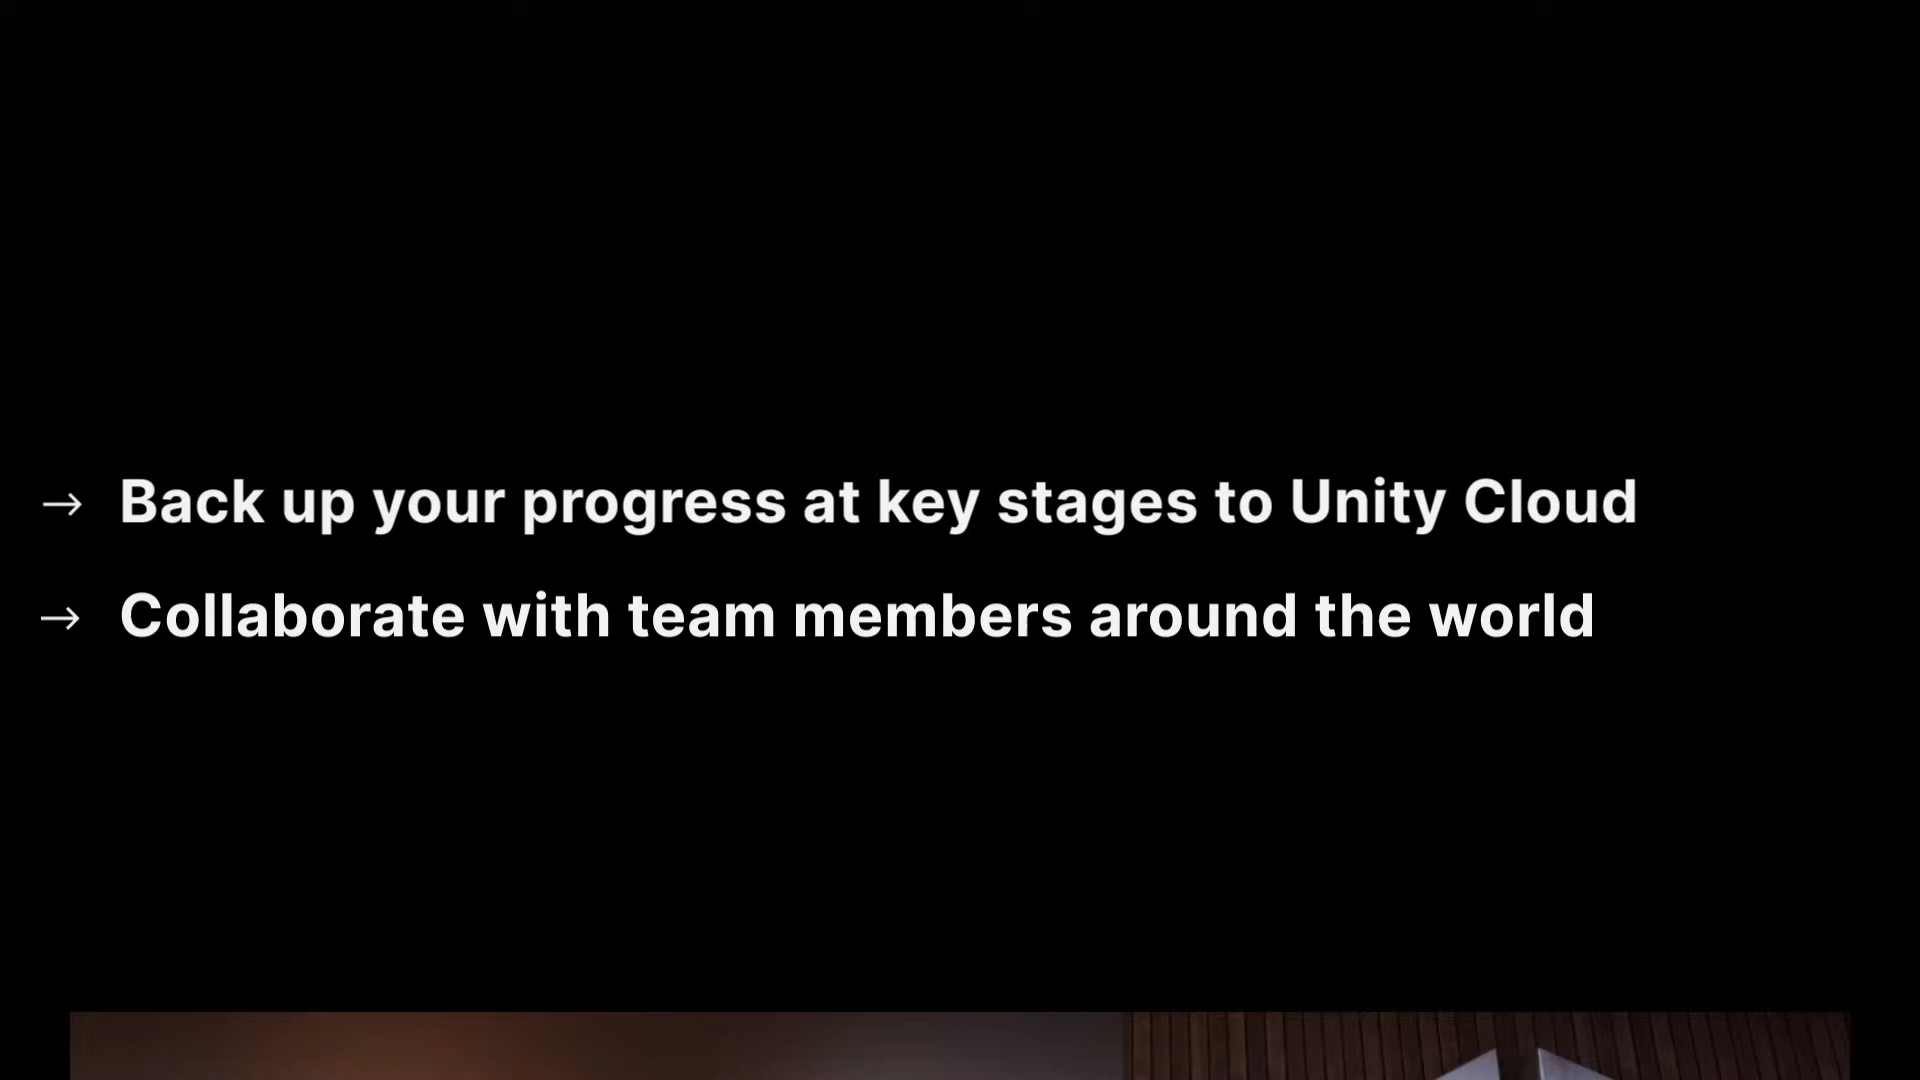 → Back up your progress at key stages to Unity Cloud
→ Collaborate with team members around the world